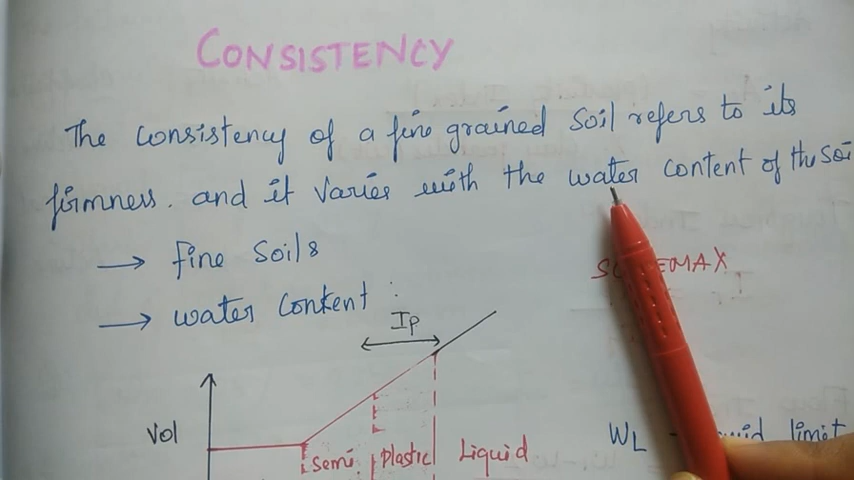 CONSISTENCY
The consistency of a fine grained soil refers to its
firmness. and it varies with the water content of the soi
→ fine soils
→ water content
Ip
Vol
Semi.
Plastic
Liquid
WL
limit